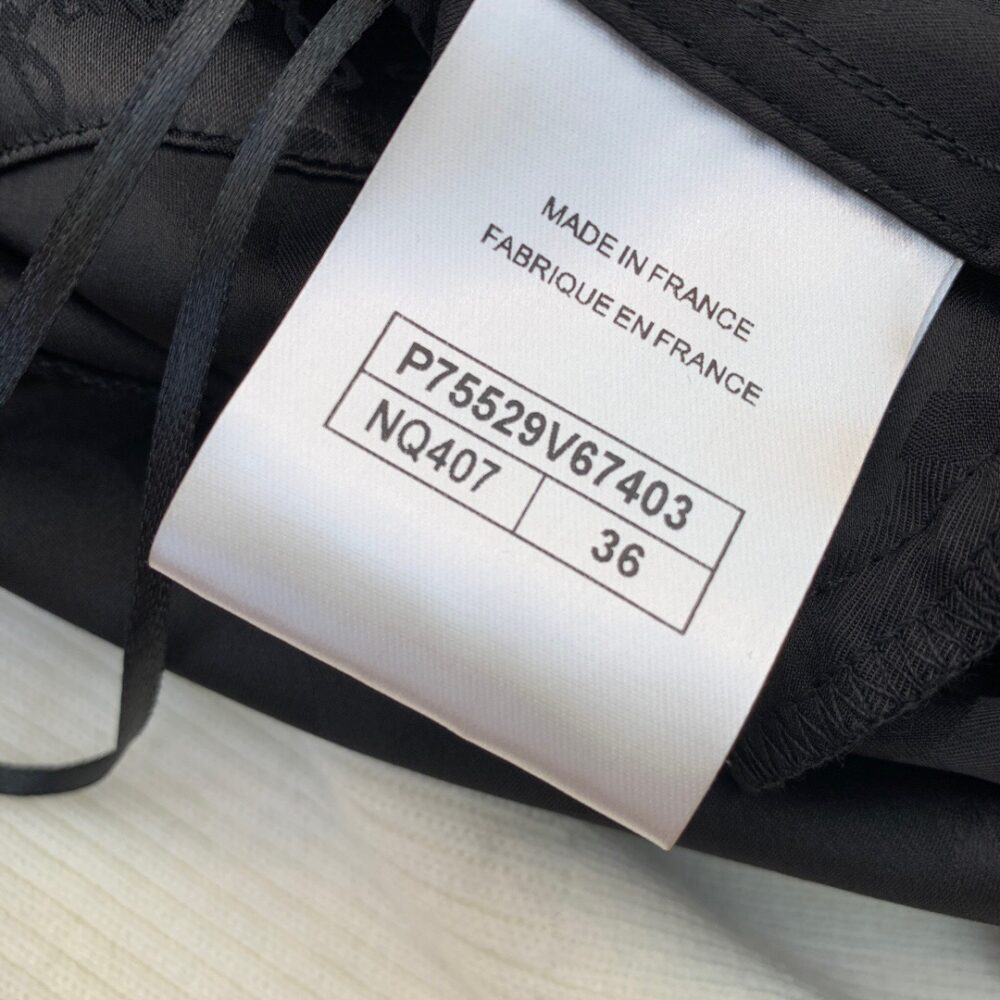 MADE IN FRANCE
FABRIQUE EN FRANCE
P75529V67403
NQ407 36